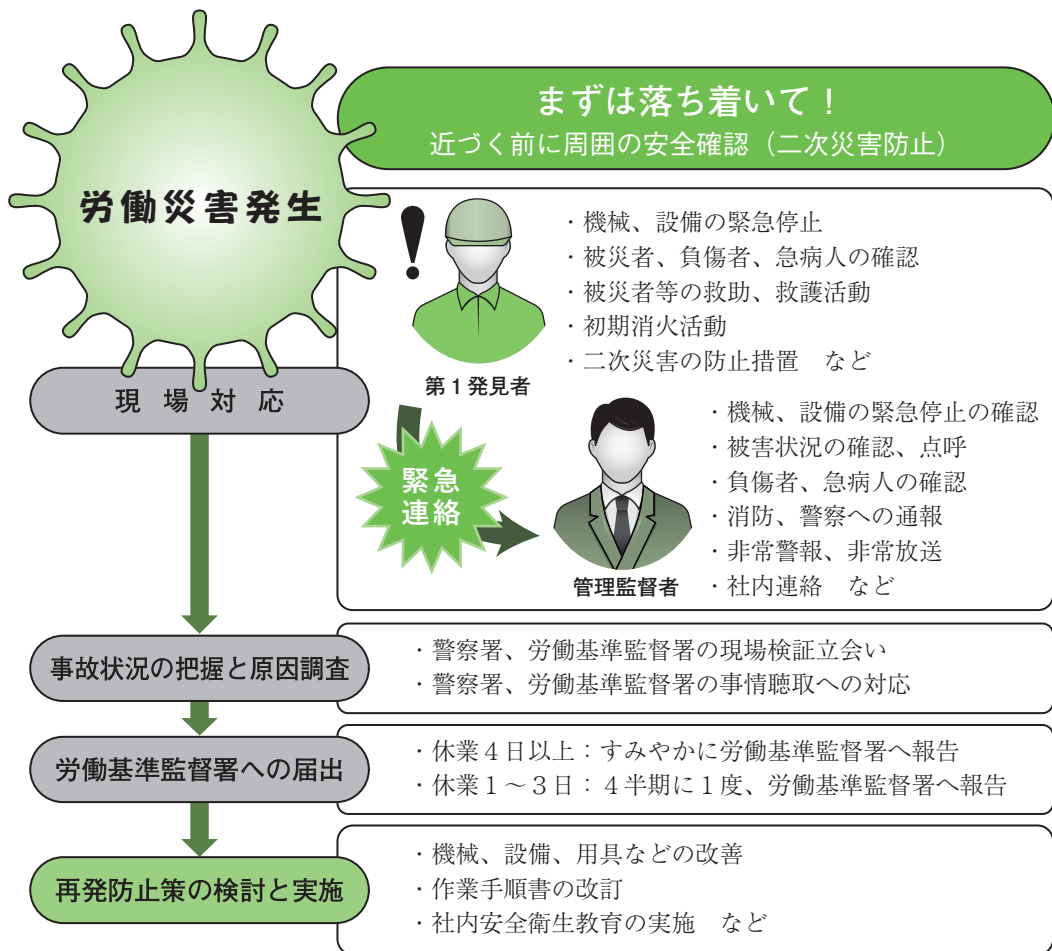 まずは落ち着いて！
近づく前に周囲の安全確認（二次災害防止）
労働災害発生
・機械、設備の緊急停止
・被災者、負傷者、急病人の確認
・被災者等の救助、救護活動
・初期消火活動
・二次災害の防止措置　など
第１発見者
現場対応
緊急
連絡
・機械、設備の緊急停止の確認
・被害状況の確認、点呼
・負傷者、急病人の確認
・消防、警察への通報
・非常警報、非常放送
・社内連絡　など
管理監督者
事故状況の把握と原因調査
・警察署、労働基準監督署の現場検証立会い
・警察署、労働基準監督署の事情聴取への対応
労働基準監督署への届出
・休業４日以上：すみやかに労働基準監督署へ報告
・休業１～３日：４半期に１度、労働基準監督署へ報告
再発防止策の検討と実施
・機械、設備、用具などの改善
・作業手順書の改訂
・社内安全衛生教育の実施　など